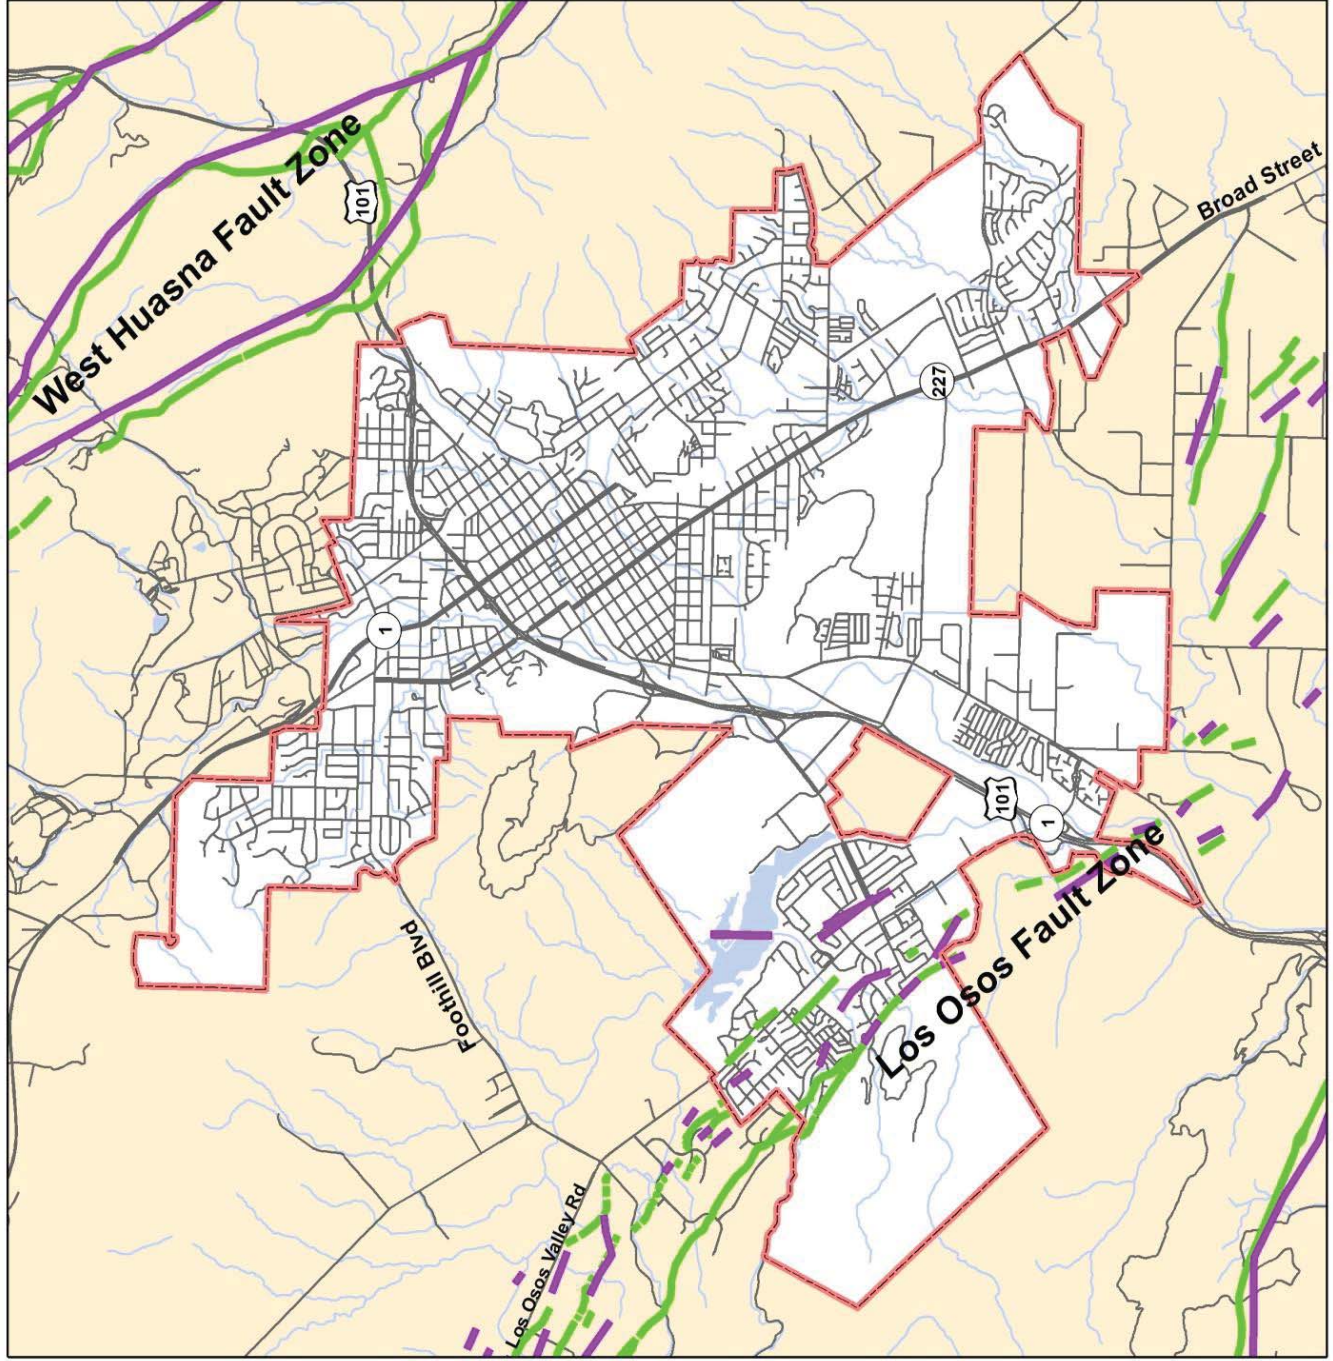 West Huasna Fault Zone
101
Broad Street
227
1
Foothill Blvd
101
1
Los Osos Fault Zone
Los Osos Valley Rd